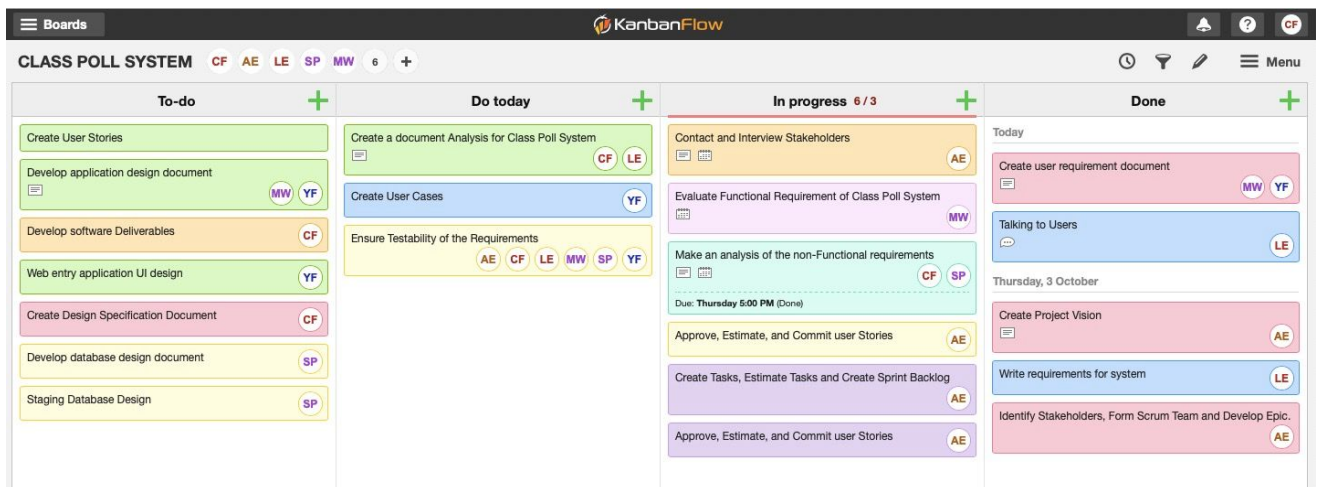 Boards
KanbanFlow
CF
CLASS POLL SYSTEM CF AE LE SP MW 6 +
Menu
To-do
Create User Stories
Develop application design document
MW YF
Develop software Deliverables
CF
Web entry application UI design
YF
Create Design Specification Document
CF
Develop database design document
SP
Staging Database Design
SP
Do today
Create a document Analysis for Class Poll System
CF LE
Create User Cases
YF
Ensure Testability of the Requirements
AE CF LE MW SP YF
In progress 6 / 3
Contact and Interview Stakeholders
AE
Evaluate Functional Requirement of Class Poll System
MW
Make an analysis of the non-Functional requirements
CF SP
Due: Thursday 5:00 PM (Done)
Approve, Estimate, and Commit user Stories
AE
Create Tasks, Estimate Tasks and Create Sprint Backlog
AE
Approve, Estimate, and Commit user Stories
AE
Done
Today
Create user requirement document
MW YF
Talking to Users
LE
Thursday, 3 October
Create Project Vision
AE
Write requirements for system
LE
Identify Stakeholders, Form Scrum Team and Develop Epic.
AE